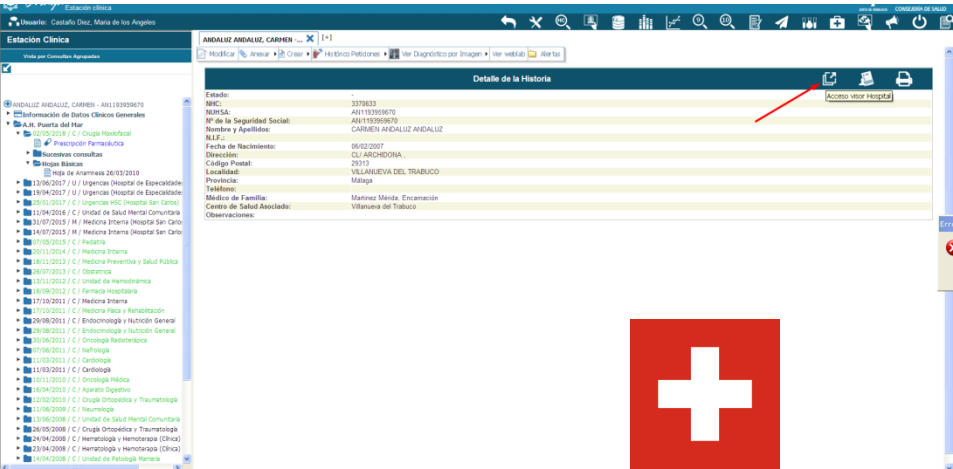 Estación clínica
CONSEJERÍA DE SALUD
Usuario: Castaño Diez, Maria de los Angeles
Estación Clínica
ANDALUZ ANDALUZ, CARMEN -... X [+]
Vista por Consultas Agrupadas
Modificar Anexar Crear Histórico Peticiones Ver Diagnóstico por Imagen Ver weblab Alertas
Detalle de la Historia
Acceso visor Hospital
Estado: -
NHC: 3370633
NUHSA: AN1193959670
Nº de la Seguridad Social: AN/1193959670
Nombre y Apellidos: CARMEN ANDALUZ ANDALUZ
N.I.F.:
Fecha de Nacimiento: 06/02/2007
Dirección: CL/ ARCHIDONA ,
Código Postal: 29313
Localidad: VILLANUEVA DEL TRABUCO
Provincia: Málaga
Teléfono:
Médico de Familia: Martínez Mérida, Encarnación
Centro de Salud Asociado: Villanueva del Trabuco
Observaciones:
ANDALUZ ANDALUZ, CARMEN - AN1193959670
Información de Datos Clínicos Generales
A.H. Puerta del Mar
02/05/2018 / C / Cirugía Maxilofacial
Prescripción Farmacéutica
Sucesivas consultas
Hojas Básicas
Hoja de Anamnesis 26/03/2010
13/06/2017 / U / Urgencias (Hospital de Especialidades
19/04/2017 / U / Urgencias (Hospital de Especialidades
25/01/2017 / C / Urgencias HSC (Hospital San Carlos)
11/04/2016 / C / Unidad de Salud Mental Comunitaria
31/07/2015 / M / Medicina Interna (Hospital San Carlos
14/07/2015 / M / Medicina Interna (Hospital San Carlos
07/05/2015 / C / Pediatría
20/11/2014 / C / Medicina Interna
18/11/2013 / C / Medicina Preventiva y Salud Pública
26/07/2013 / C / Obstetricia
13/11/2012 / C / Unidad de Hemodinámica
18/09/2012 / C / Farmacia Hospitalaria
17/10/2011 / C / Medicina Interna
17/10/2011 / C / Medicina Física y Rehabilitación
29/08/2011 / C / Endocrinología y Nutrición General
29/08/2011 / C / Endocrinología y Nutrición General
30/06/2011 / C / Oncología Radioterápica
07/06/2011 / C / Nefrología
11/03/2011 / C / Cardiología
11/03/2011 / C / Cardiología
10/11/2010 / C / Oncología Médica
16/04/2010 / C / Aparato Digestivo
12/02/2010 / C / Cirugía Ortopédica y Traumatología
11/06/2009 / C / Neumología
13/06/2008 / C / Unidad de Salud Mental Comunitaria
26/05/2008 / C / Cirugía Ortopédica y Traumatología
24/04/2008 / C / Hematología y Hemoterapia (Clínica)
23/04/2008 / C / Hematología y Hemoterapia (Clínica)
14/04/2008 / C / Unidad de Patología Mamaria
Erro